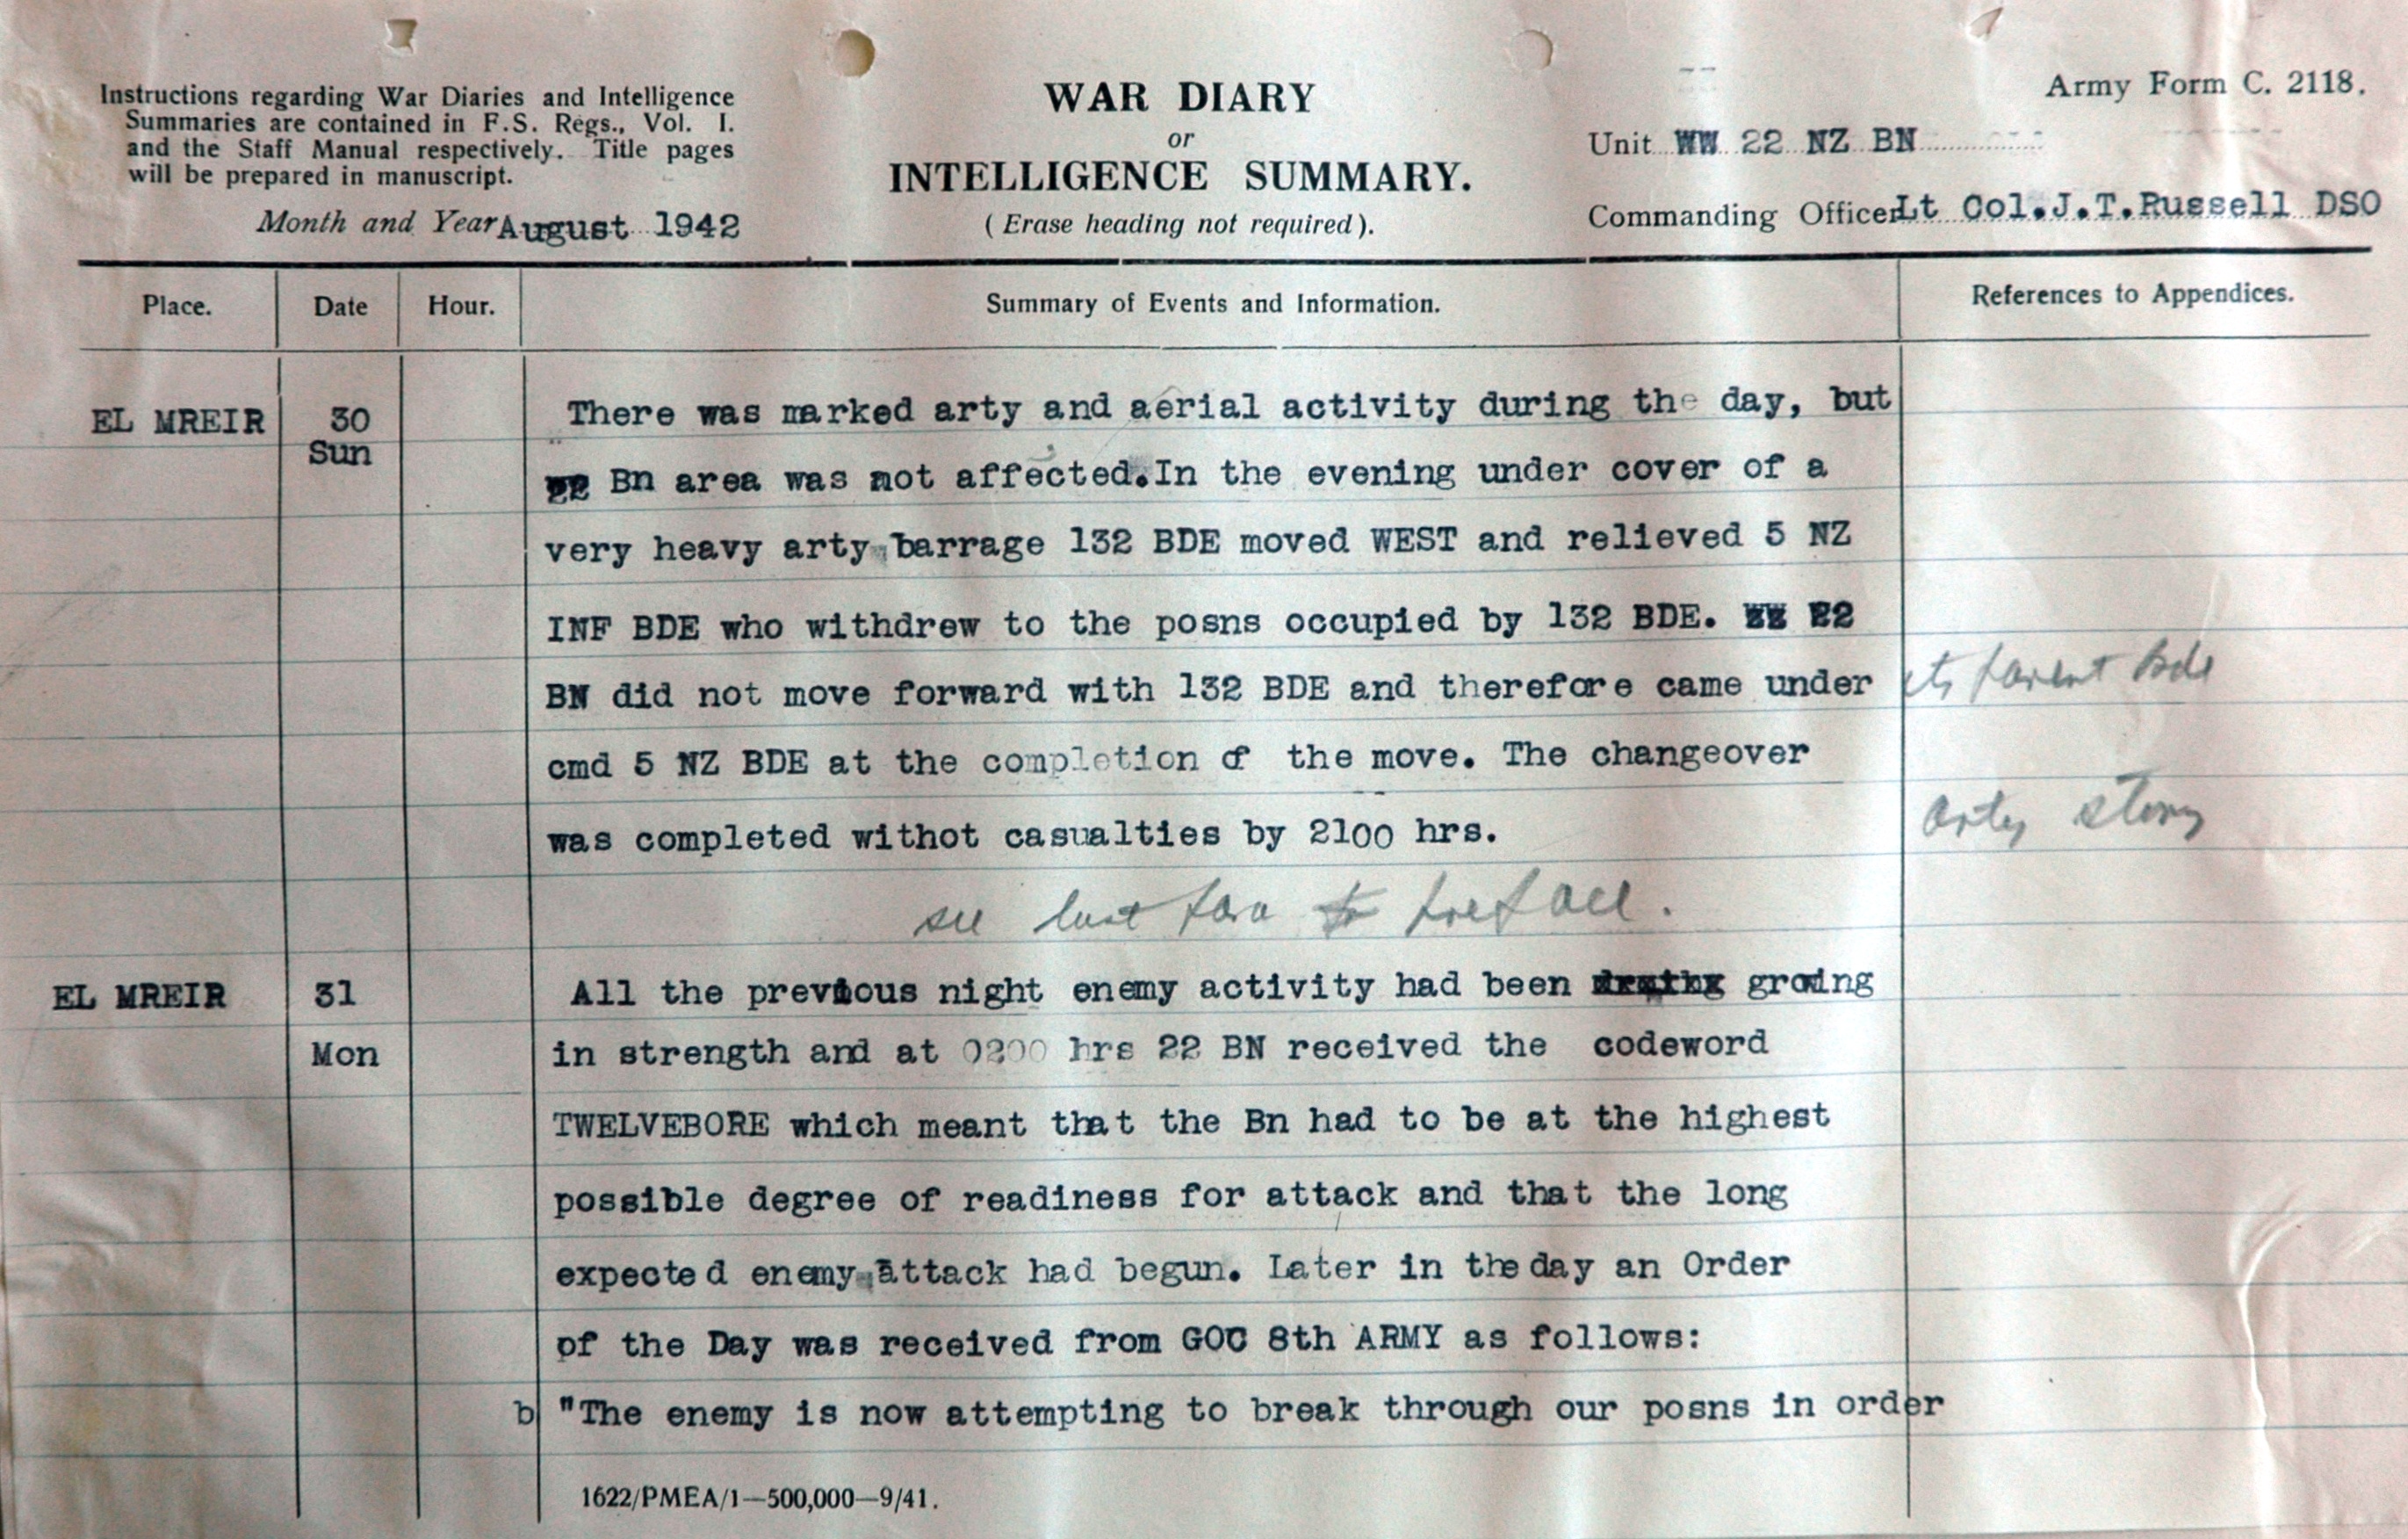 Instructions regarding War Diaries and Intelligence
Summaries are contained in F.S. Regs., Vol. I.
and the Staff Manual respectively. Title pages
will be prepared in manuscript.
Month and Year August 1942
WAR DIARY
or
INTELLIGENCE SUMMARY.
(Erase heading not required).
Army Form C. 2118.
Unit 22 NZ BN
Commanding Officer Lt Col.J.T.Russell DSO
Place. Date Hour. Summary of Events and Information. References to Appendices.
EL MREIR 30 There was marked arty and aerial activity during the day, but
Sun
Bn area was not affected.In the evening under cover of a
very heavy arty barrage 132 BDE moved WEST and relieved 5 NZ
INF BDE who withdrew to the posns occupied by 132 BDE. 22
BN did not move forward with 132 BDE and therefore came under its parent Bde
cmd 5 NZ BDE at the completion of the move. The changeover
was completed withot casualties by 2100 hrs. Arty story
see last para
EL MREIR 31 All the previous night enemy activity had been groing
Mon in strength and at 0200 hrs 22 BN received the codeword
TWELVEBORE which meant that the Bn had to be at the highest
possible degree of readiness for attack and that the long
expected enemy attack had begun. Later in the day an Order
of the Day was received from GOC 8th ARMY as follows:
b "The enemy is now attempting to break through our posns in order
1622/PMEA/1—500,000—9/41.